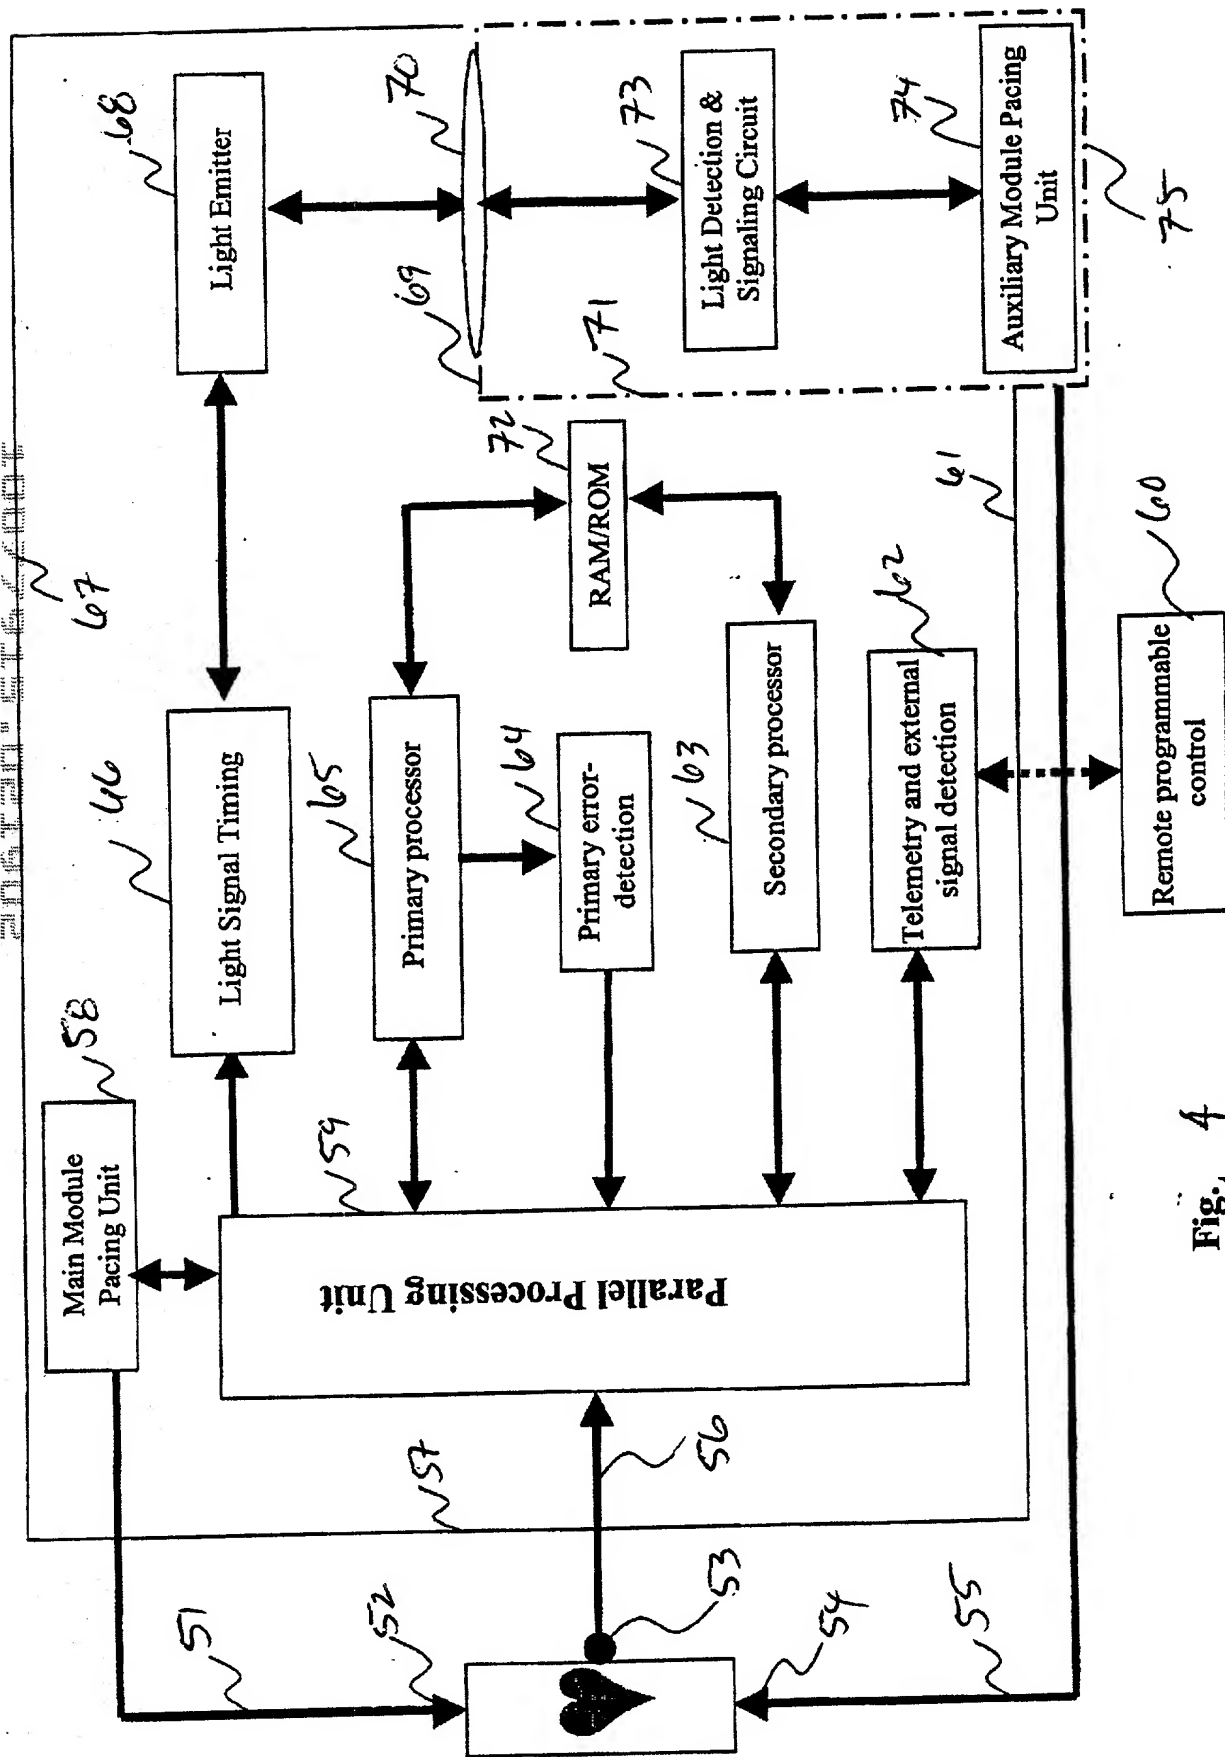 67
Main Module
Pacing Unit
58
Light Signal Timing
46
Light Emitter
68
Parallel Processing Unit
59
Primary processor
65
Primary error-
detection
64
Secondary processor
63
Telemetry and external
signal detection
62
RAM/ROM
72
69
70
71
Light Detection &
Signaling Circuit
73
Auxiliary Module Pacing
Unit
74
75
61
57
51
52
53
56
54
55
Remote programmable
control
60
Fig. 4